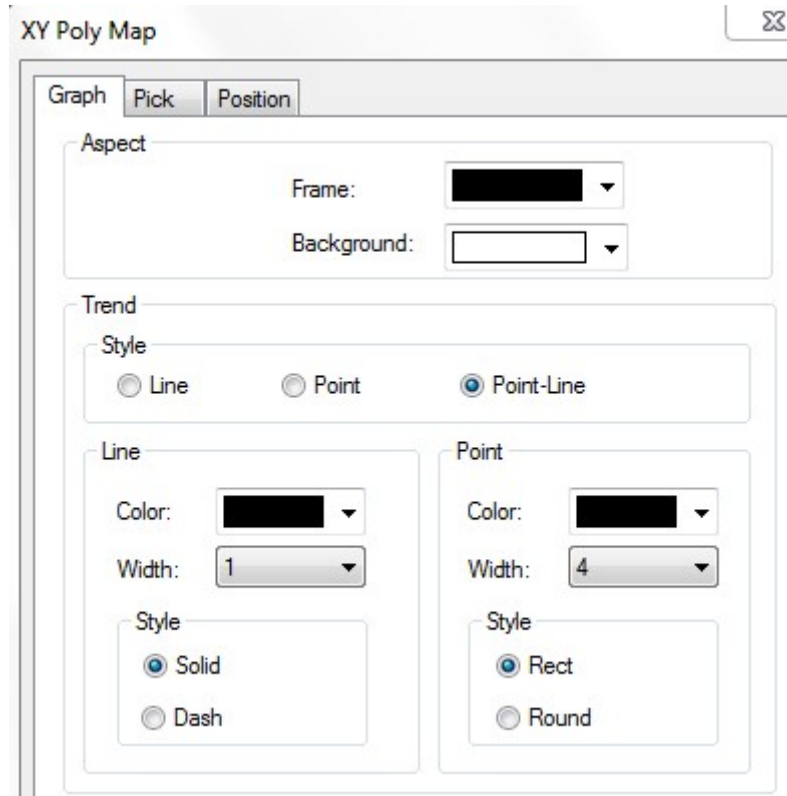 XY Poly Map
Graph Pick Position
Aspect
Frame:
Background:
Trend
Style
Line Point Point-Line
Line Point
Color: Color:
Width: 1 Width: 4
Style Style
Solid Rect
Dash Round